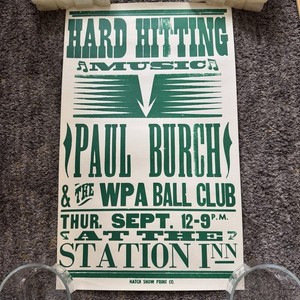 HARD HITTING
MUSIC
PAUL BURCH
& THE WPA BALL CLUB
THUR. SEPT. 12-9 P.M.
AT THE
STATION INN
HATCH SHOW PRINT CO.